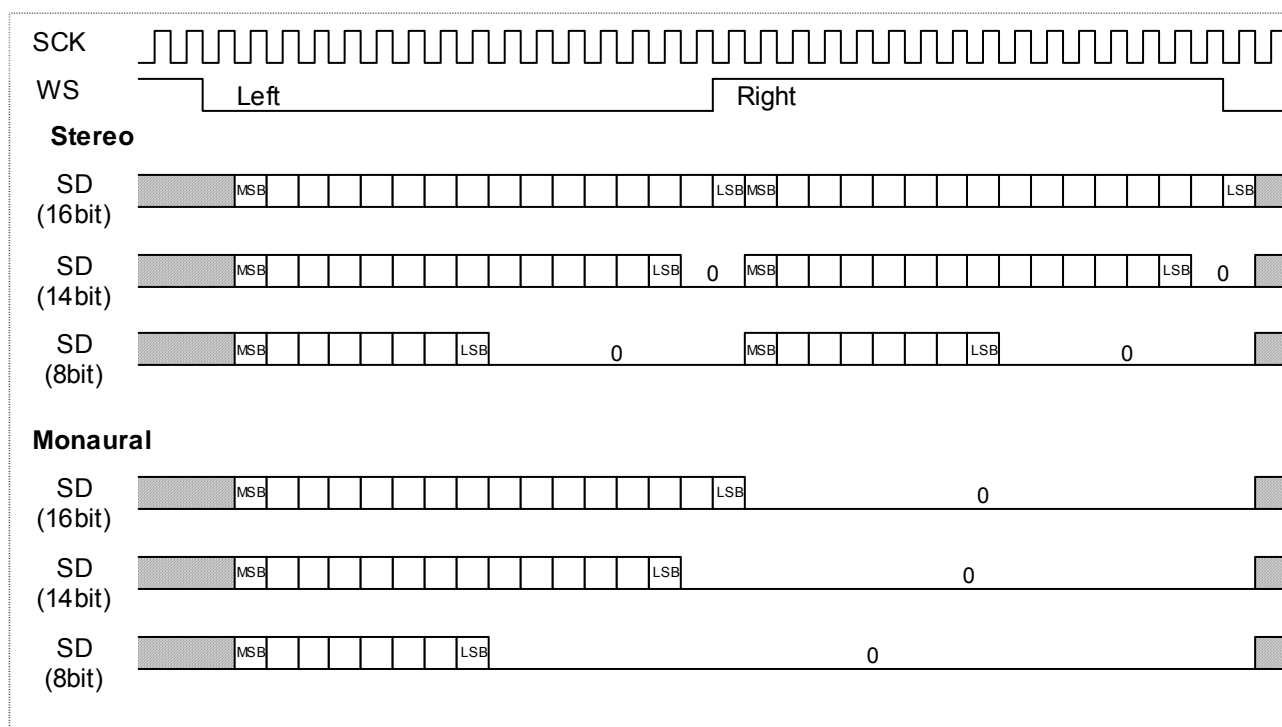 SCK
WS Left Right
Stereo
SD MSB LSB MSB LSB
(16bit)
SD MSB LSB 0 MSB LSB 0
(14bit)
SD MSB LSB 0 MSB LSB 0
(8bit)
Monaural
SD MSB LSB 0
(16bit)
SD MSB LSB 0
(14bit)
SD MSB LSB 0
(8bit)